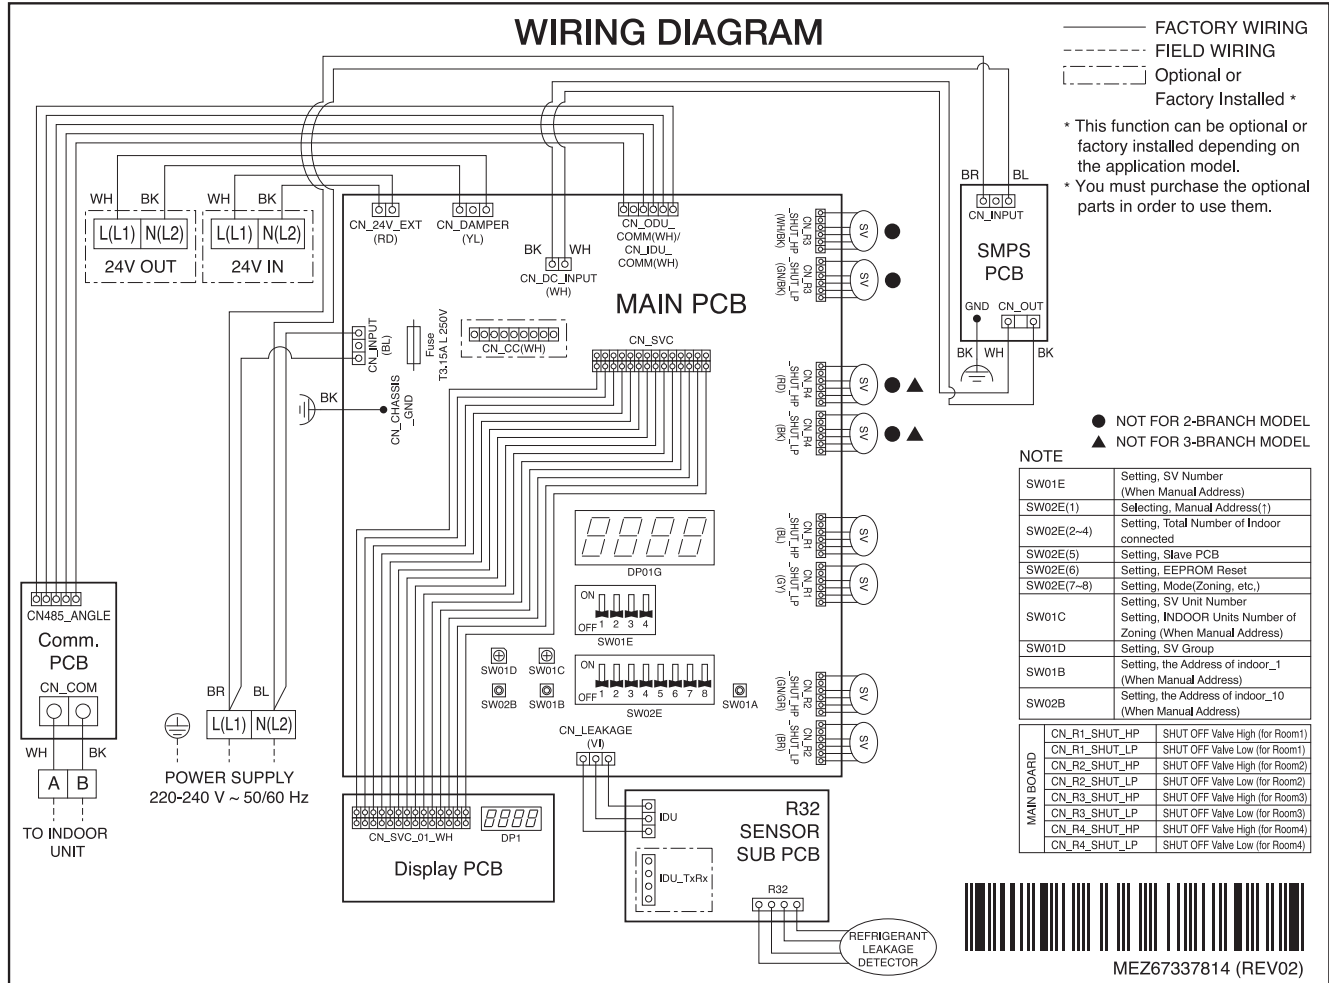 WIRING DIAGRAM
FACTORY WIRING
FIELD WIRING
Optional or
Factory Installed *
* This function can be optional or
factory installed depending on
the application model.
* You must purchase the optional
parts in order to use them.
WH
BK
L(L1)
N(L2)
24V OUT
WH
BK
L(L1)
N(L2)
24V IN
CN_24V_EXT
(RD)
CN_DAMPER
(YL)
CN_ODU_
COMM(WH)/
CN_IDU_
COMM(WH)
BK
WH
CN_DC_INPUT
(WH)
MAIN PCB
CN_INPUT
(BL)
Fuse
T3.15A L 250V
CN_CC(WH)
CN_SVC
BK
CN_CHASSIS
_GND
CN_R3
_SHUT_HP
(WH/BK)
SV
CN_R3
_SHUT_LP
(GN/BK)
SV
CN_R4
_SHUT_HP
(RD)
SV
CN_R4
_SHUT_LP
(BK)
SV
CN_R1
_SHUT_HP
(BL)
SV
CN_R1
_SHUT_LP
(GY)
SV
CN_R2
_SHUT_HP
(GN/GR)
SV
CN_R2
_SHUT_LP
(BR)
SV
BR
BL
CN_INPUT
SMPS
PCB
GND
CN_OUT
BK
WH
BK
● NOT FOR 2-BRANCH MODEL
▲ NOT FOR 3-BRANCH MODEL
DP01G
ON
OFF
1 2 3 4
SW01E
SW01D
SW01C
SW02B
SW01B
ON
OFF
1 2 3 4 5 6 7 8
SW02E
SW01A
CN_LEAKAGE
(VI)
CN485_ANGLE
Comm.
PCB
CN_COM
WH
BK
A
B
TO INDOOR
UNIT
BR
BL
L(L1)
N(L2)
POWER SUPPLY
220-240 V ~ 50/60 Hz
CN_SVC_01_WH
DP1
Display PCB
IDU
R32
SENSOR
SUB PCB
IDU_TxRx
R32
REFRIGERANT
LEAKAGE
DETECTOR
NOTE
SW01E Setting, SV Number
(When Manual Address)
SW02E(1) Selecting, Manual Address(↑)
SW02E(2~4) Setting, Total Number of Indoor
connected
SW02E(5) Setting, Slave PCB
SW02E(6) Setting, EEPROM Reset
SW02E(7~8) Setting, Mode(Zoning, etc,)
SW01C Setting, SV Unit Number
Setting, INDOOR Units Number of
Zoning (When Manual Address)
SW01D Setting, SV Group
SW01B Setting, the Address of indoor_1
(When Manual Address)
SW02B Setting, the Address of indoor_10
(When Manual Address)
MAIN BOARD
CN_R1_SHUT_HP SHUT OFF Valve High (for Room1)
CN_R1_SHUT_LP SHUT OFF Valve Low (for Room1)
CN_R2_SHUT_HP SHUT OFF Valve High (for Room2)
CN_R2_SHUT_LP SHUT OFF Valve Low (for Room2)
CN_R3_SHUT_HP SHUT OFF Valve High (for Room3)
CN_R3_SHUT_LP SHUT OFF Valve Low (for Room3)
CN_R4_SHUT_HP SHUT OFF Valve High (for Room4)
CN_R4_SHUT_LP SHUT OFF Valve Low (for Room4)
MEZ67337814 (REV02)